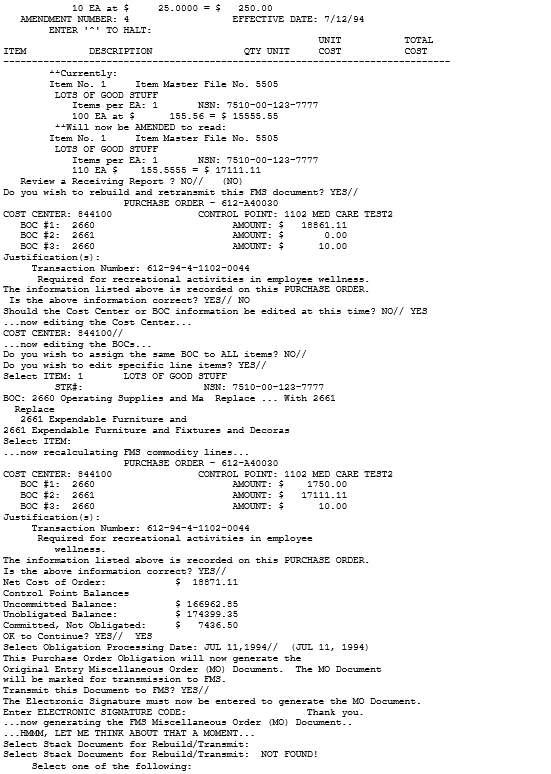 10 EA at $ 25.0000 = $ 250.00
AMENDMENT NUMBER: 4 EFFECTIVE DATE: 7/12/94
ENTER '^' TO HALT:
UNIT TOTAL
ITEM DESCRIPTION QTY UNIT COST COST
--------------------------------------------------------------------------------
**Currently:
Item No. 1 Item Master File No. 5505
LOTS OF GOOD STUFF
Items per EA: 1 NSN: 7510-00-123-7777
100 EA at $ 155.56 = $ 15555.55
**Will now be AMENDED to read:
Item No. 1 Item Master File No. 5505
LOTS OF GOOD STUFF
Items per EA: 1 NSN: 7510-00-123-7777
110 EA $ 155.5555 = $ 17111.11
Review a Receiving Report ? NO// (NO)
Do you wish to rebuild and retransmit this FMS document? YES//
PURCHASE ORDER - 612-A40030
COST CENTER: 844100 CONTROL POINT: 1102 MED CARE TEST2
BOC #1: 2660 AMOUNT: $ 18861.11
BOC #2: 2661 AMOUNT: $ 0.00
BOC #3: 2660 AMOUNT: $ 10.00
Justification(s):
Transaction Number: 612-94-4-1102-0044
Required for recreational activities in employee wellness.
The information listed above is recorded on this PURCHASE ORDER.
Is the above information correct? YES// NO
Should the Cost Center or BOC information be edited at this time? NO// YES
...now editing the Cost Center...
COST CENTER: 844100//
...now editing the BOCs...
Do you wish to assign the same BOC to ALL items? NO//
Do you wish to edit specific line items? YES//
Select ITEM: 1 LOTS OF GOOD STUFF
STK#: NSN: 7510-00-123-7777
BOC: 2660 Operating Supplies and Ma Replace ... With 2661
Replace
2661 Expendable Furniture and
2661 Expendable Furniture and Fixtures and Decoras
Select ITEM:
...now recalculating FMS commodity lines...
PURCHASE ORDER - 612-A40030
COST CENTER: 844100 CONTROL POINT: 1102 MED CARE TEST2
BOC #1: 2660 AMOUNT: $ 1750.00
BOC #2: 2661 AMOUNT: $ 17111.11
BOC #3: 2660 AMOUNT: $ 10.00
Justification(s):
Transaction Number: 612-94-4-1102-0044
Required for recreational activities in employee
wellness.
The information listed above is recorded on this PURCHASE ORDER.
Is the above information correct? YES//
Net Cost of Order: $ 18871.11
Control Point Balances
Uncommitted Balance: $ 166962.85
Unobligated Balance: $ 174399.35
Committed, Not Obligated: $ 7436.50
OK to Continue? YES// YES
Select Obligation Processing Date: JUL 11,1994// (JUL 11, 1994)
This Purchase Order Obligation will now generate the
Original Entry Miscellaneous Order (MO) Document. The MO Document
will be marked for transmission to FMS.
Transmit this Document to FMS? YES//
The Electronic Signature must now be entered to generate the MO Document.
Enter ELECTRONIC SIGNATURE CODE: Thank you.
...now generating the FMS Miscellaneous Order (MO) Document..
...HMMM, LET ME THINK ABOUT THAT A MOMENT...
Select Stack Document for Rebuild/Transmit:
Select Stack Document for Rebuild/Transmit: NOT FOUND!
Select one of the following: